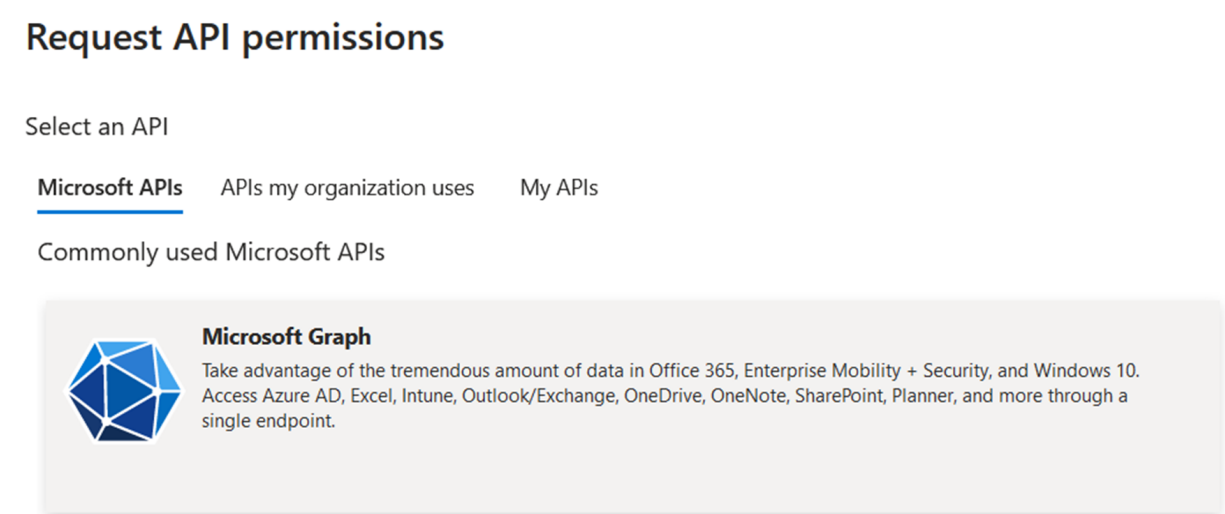 Request API permissions
Select an API
Microsoft APIs APIs my organization uses My APIs
Commonly used Microsoft APIs
Microsoft Graph
Take advantage of the tremendous amount of data in Office 365, Enterprise Mobility + Security, and Windows 10.
Access Azure AD, Excel, Intune, Outlook/Exchange, OneDrive, OneNote, SharePoint, Planner, and more through a
single endpoint.